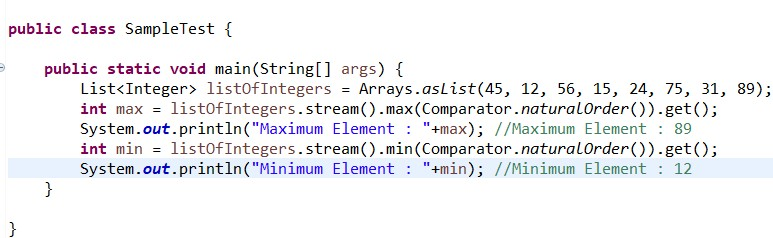 public class SampleTest {
public static void main(String[] args) {
List<Integer> listOfIntegers = Arrays.asList(45, 12, 56, 15, 24, 75, 31, 89);
int max = listOfIntegers.stream().max(Comparator.naturalOrder()).get();
System.out.println("Maximum Element : "+max); //Maximum Element : 89
int min = listOfIntegers.stream().min(Comparator.naturalOrder()).get();
System.out.println("Minimum Element : "+min); //Minimum Element : 12
}
}